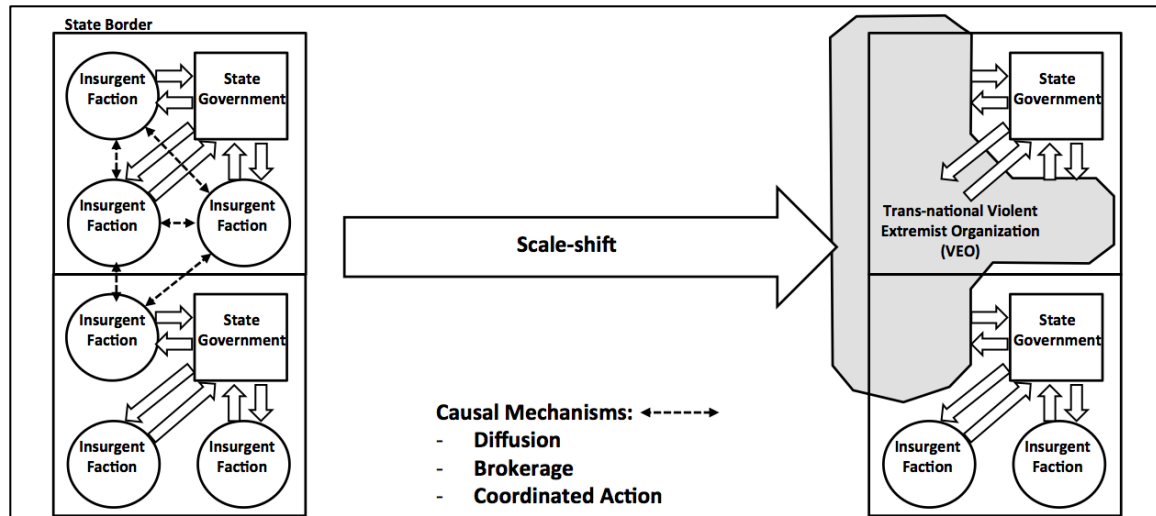 State Border
Insurgent
Faction
State
Government
Insurgent
Faction
Insurgent
Faction
Insurgent
Faction
State
Government
Insurgent
Faction
Insurgent
Faction
Scale-shift
Causal Mechanisms:
- Diffusion
- Brokerage
- Coordinated Action
State
Government
Trans-national Violent
Extremist Organization
(VEO)
State
Government
Insurgent
Faction
Insurgent
Faction